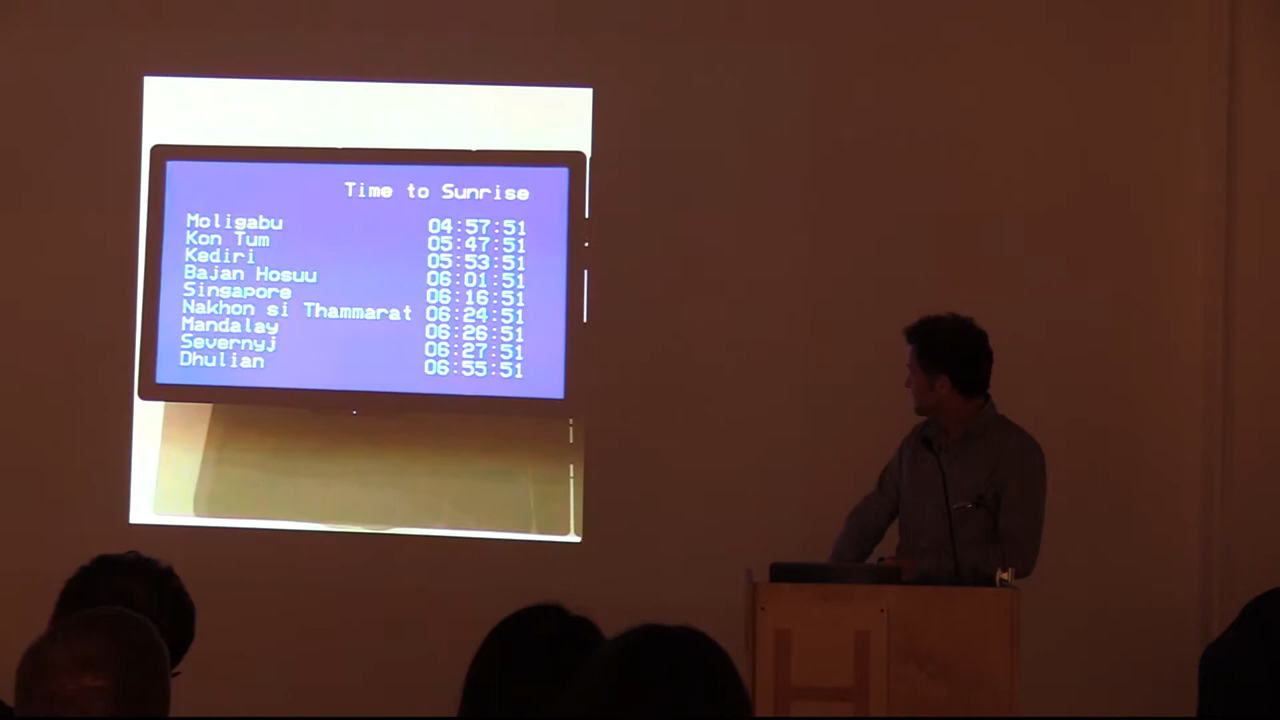 Time to Sunrise
Moligabu 04:57:51
Kon Tum 05:47:51
Kediri 05:53:51
Bajan Hosuu 06:01:51
Singapore 06:16:51
Nakhon si Thammarat 06:24:51
Mandalay 06:26:51
Severnyj 06:27:51
Dhulian 06:55:51